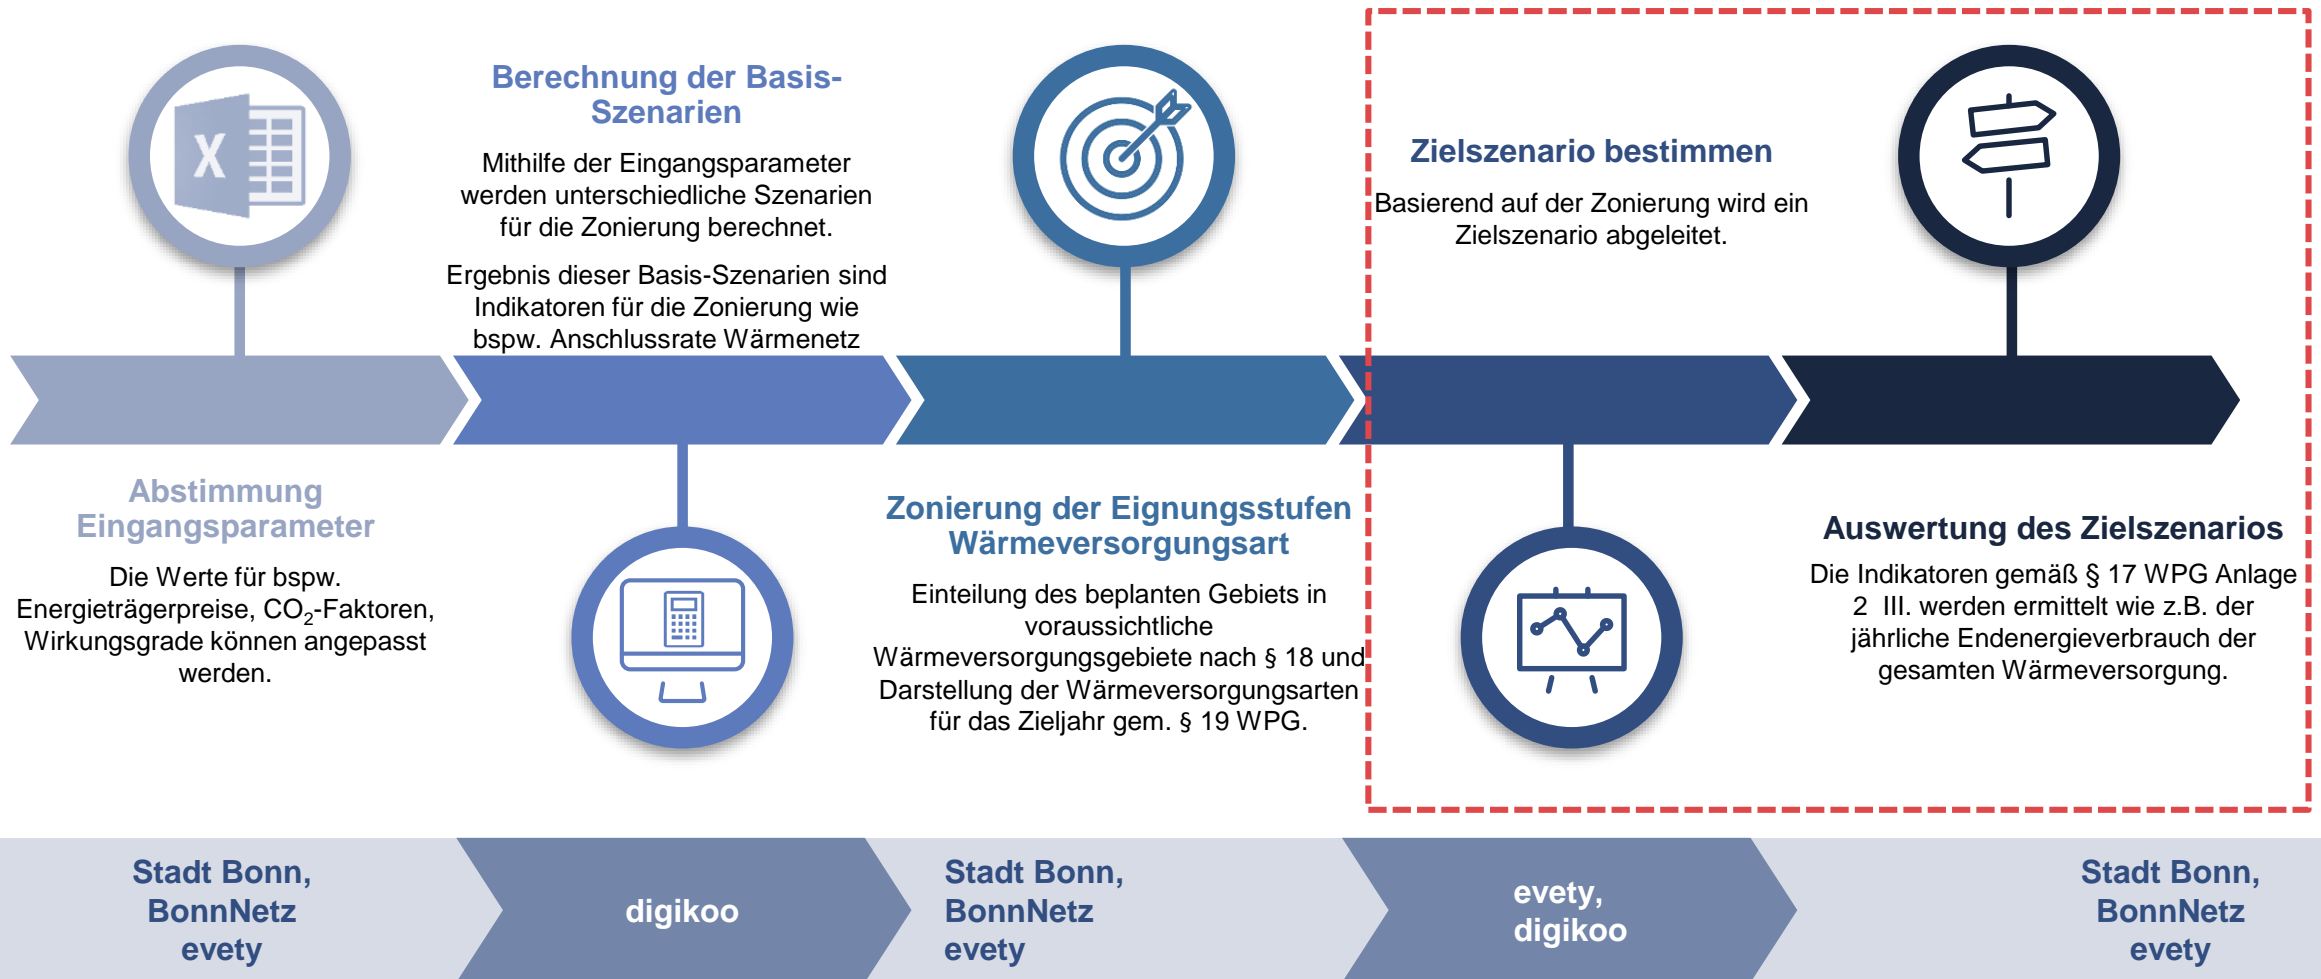 X
Berechnung der Basis-
Szenarien
Mithilfe der Eingangsparameter
werden unterschiedliche Szenarien
für die Zonierung berechnet.
Ergebnis dieser Basis-Szenarien sind
Indikatoren für die Zonierung wie
bspw. Anschlussrate Wärmenetz
Zielszenario bestimmen
Basierend auf der Zonierung wird ein
Zielszenario abgeleitet.
Abstimmung
Eingangsparameter
Die Werte für bspw.
Energieträgerpreise, CO₂-Faktoren,
Wirkungsgrade können angepasst
werden.
Zonierung der Eignungsstufen
Wärmeversorgungsart
Einteilung des beplanten Gebiets in
voraussichtliche
Wärmeversorgungsgebiete nach § 18 und
Darstellung der Wärmeversorgungsarten
für das Zieljahr gem. § 19 WPG.
Auswertung des Zielszenarios
Die Indikatoren gemäß § 17 WPG Anlage
2 III. werden ermittelt wie z.B. der
jährliche Endenergieverbrauch der
gesamten Wärmeversorgung.
Stadt Bonn,
BonnNetz
evety
digikoo
Stadt Bonn,
BonnNetz
evety
evety,
digikoo
Stadt Bonn,
BonnNetz
evety